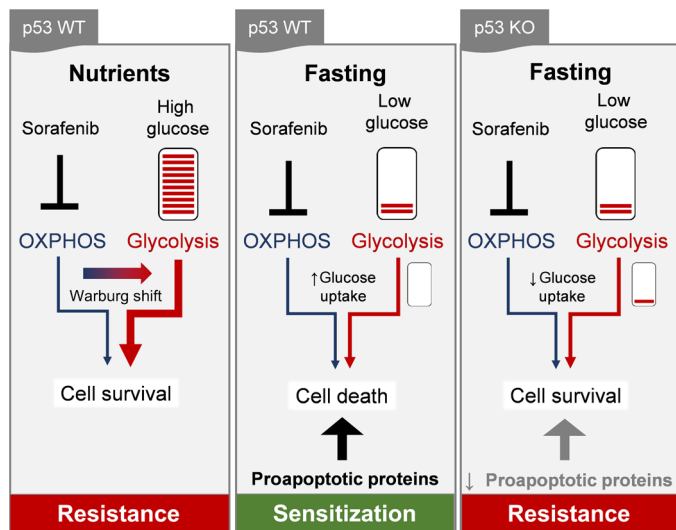 p53 WT
Nutrients
Sorafenib
High
glucose
OXPHOS
Glycolysis
Warburg shift
Cell survival
Resistance
p53 WT
Fasting
Sorafenib
Low
glucose
OXPHOS
Glycolysis
↑Glucose
uptake
Cell death
Proapoptotic proteins
Sensitization
p53 KO
Fasting
Sorafenib
Low
glucose
OXPHOS
Glycolysis
↓Glucose
uptake
Cell survival
↓ Proapoptotic proteins
Resistance